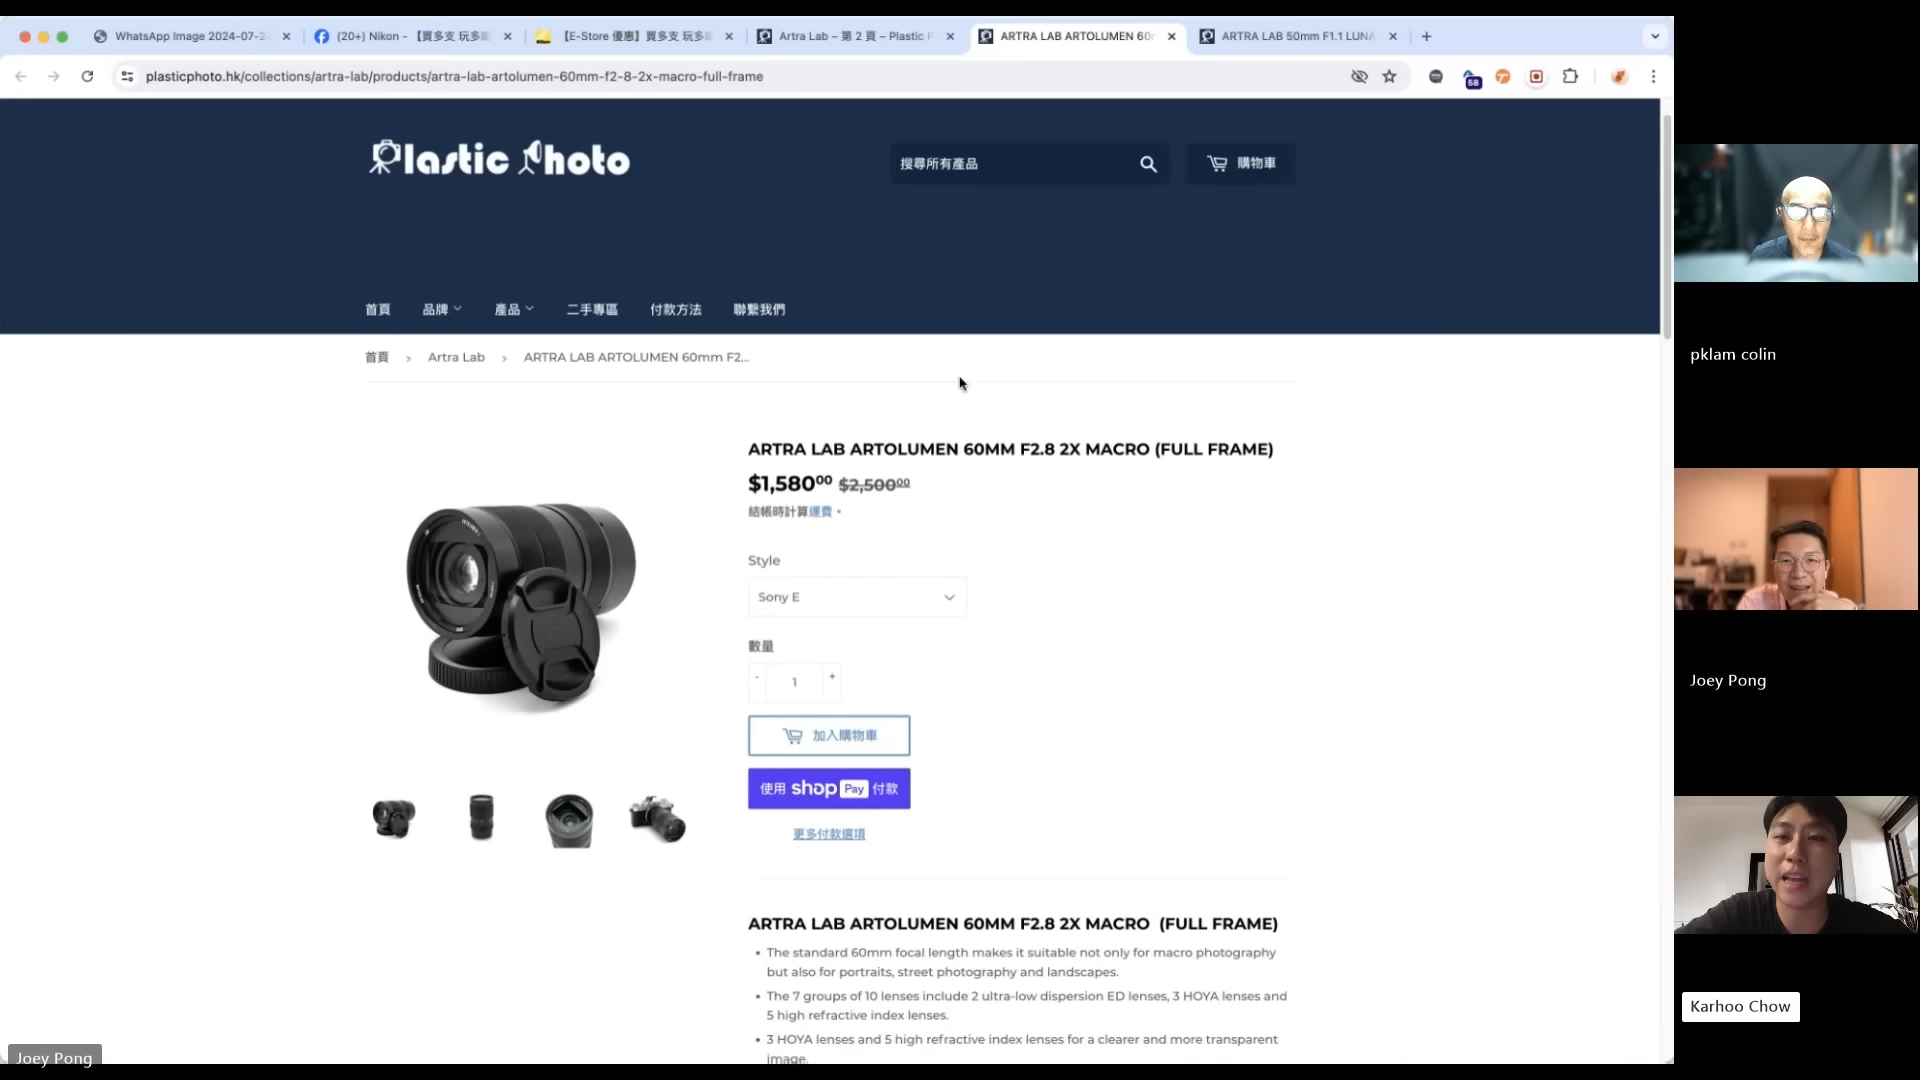 WhatsApp Image 2024-07-2
(20+) Nikon - 【買多支 玩多
【E-Store 優惠】買多支 玩多
Artra Lab – 第 2 頁 – Plastic P
ARTRA LAB ARTOLUMEN 60
ARTRA LAB 50mm F1.1 LUNA
plasticphoto.hk/collections/artra-lab/products/artra-lab-artolumen-60mm-f2-8-2x-macro-full-frame
58
Plastic Photo
搜尋所有產品
購物車
首頁
品牌
產品
二手專區
付款方法
聯繫我們
首頁 › Artra Lab › ARTRA LAB ARTOLUMEN 60mm F2...
ARTRA LAB ARTOLUMEN 60MM F2.8 2X MACRO (FULL FRAME)
$1,580⁰⁰ $2,500⁰⁰
結帳時計算運費。
Style
Sony E
數量
- 1 +
加入購物車
使用 shop Pay 付款
更多付款選項
ARTRA LAB ARTOLUMEN 60MM F2.8 2X MACRO (FULL FRAME)
• The standard 60mm focal length makes it suitable not only for macro photography
but also for portraits, street photography and landscapes.
• The 7 groups of 10 lenses include 2 ultra-low dispersion ED lenses, 3 HOYA lenses and
5 high refractive index lenses.
• 3 HOYA lenses and 5 high refractive index lenses for a clearer and more transparent
image.
Joey Pong
pklam colin
Joey Pong
Karhoo Chow